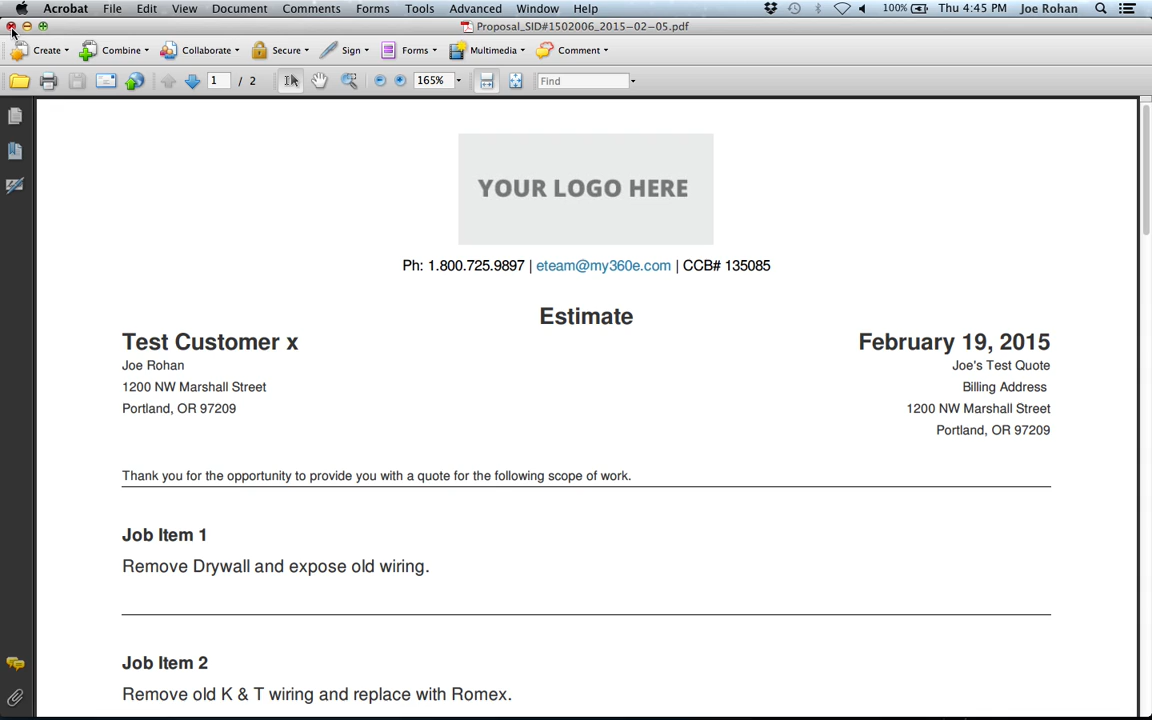 Acrobat File Edit View Document Comments Forms Tools Advanced Window Help 100% Thu 4:45 PM Joe Rohan
Proposal_SID#1502006_2015-02-05.pdf
Create Combine Collaborate Secure Sign Forms Multimedia Comment
1 / 2 165% Find
YOUR LOGO HERE
Ph: 1.800.725.9897 | eteam@my360e.com | CCB# 135085
Estimate
Test Customer x February 19, 2015
Joe Rohan Joe's Test Quote
1200 NW Marshall Street Billing Address
Portland, OR 97209 1200 NW Marshall Street
Portland, OR 97209
Thank you for the opportunity to provide you with a quote for the following scope of work.
Job Item 1
Remove Drywall and expose old wiring.
Job Item 2
Remove old K & T wiring and replace with Romex.